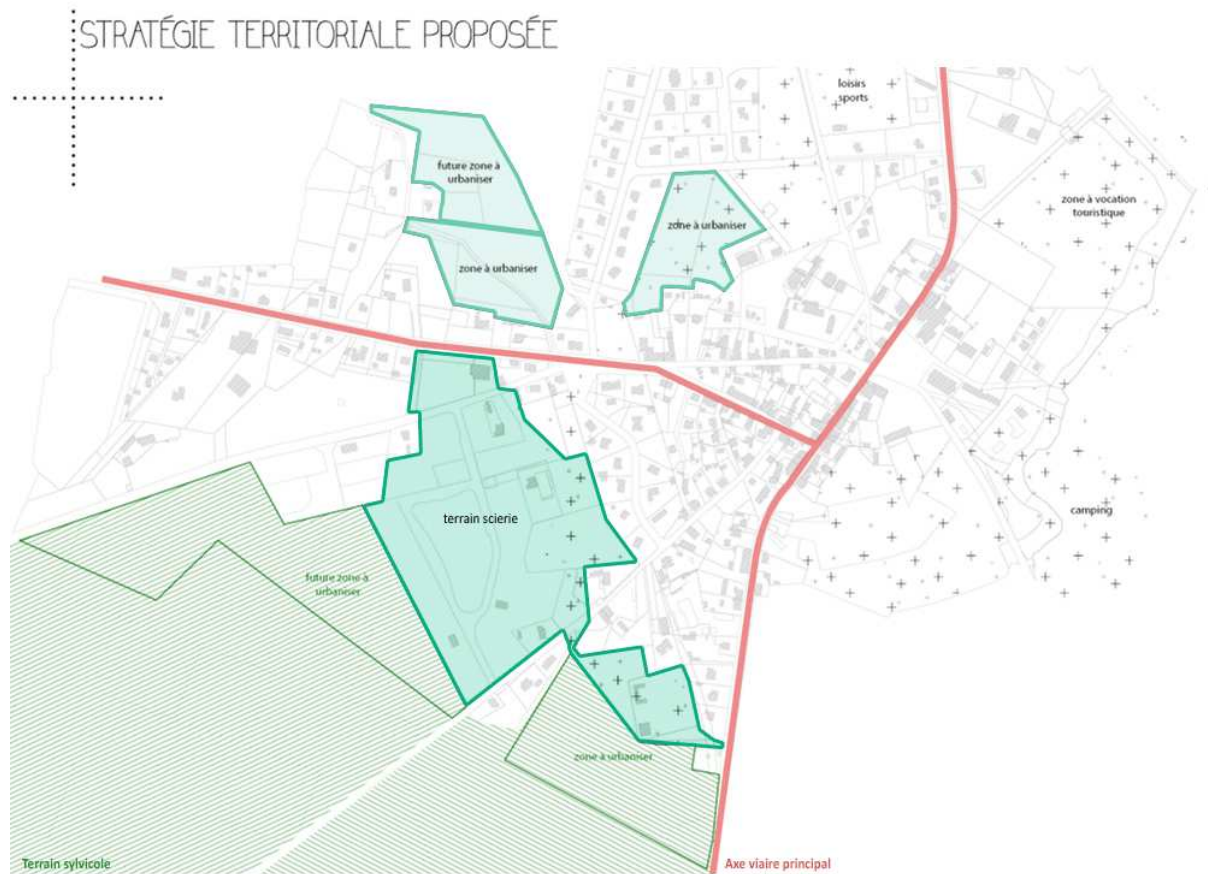 STRATÉGIE TERRITORIALE PROPOSÉE
loisirs
sports
future zone à
urbaniser
zone à urbaniser
zone à vocation
touristique
zone à urbaniser
terrain scierie
camping
future zone à
urbaniser
zone à urbaniser
Terrain sylvicole
Axe viaire principal